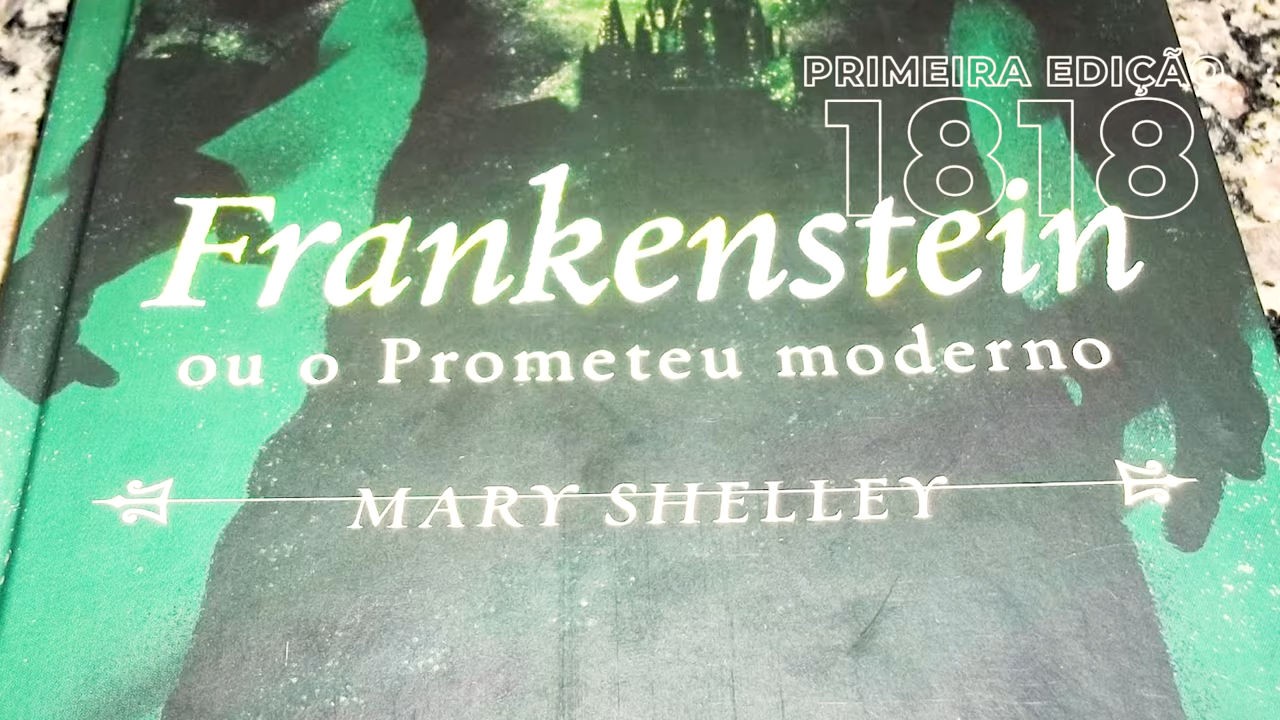 PRIMEIRA EDIÇÃO
1818
Frankenstein
ou o Prometeu moderno
MARY SHELLEY